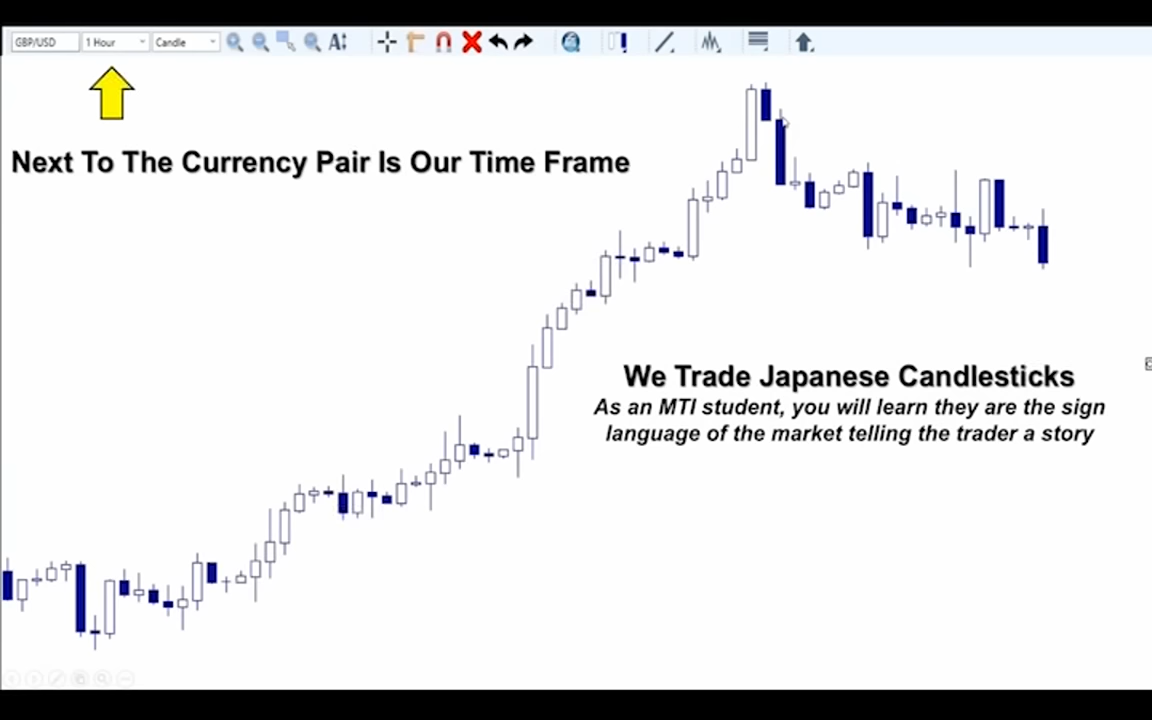 GBP/USD 1 Hour Candle
Next To The Currency Pair Is Our Time Frame
We Trade Japanese Candlesticks
As an MTI student, you will learn they are the sign
language of the market telling the trader a story